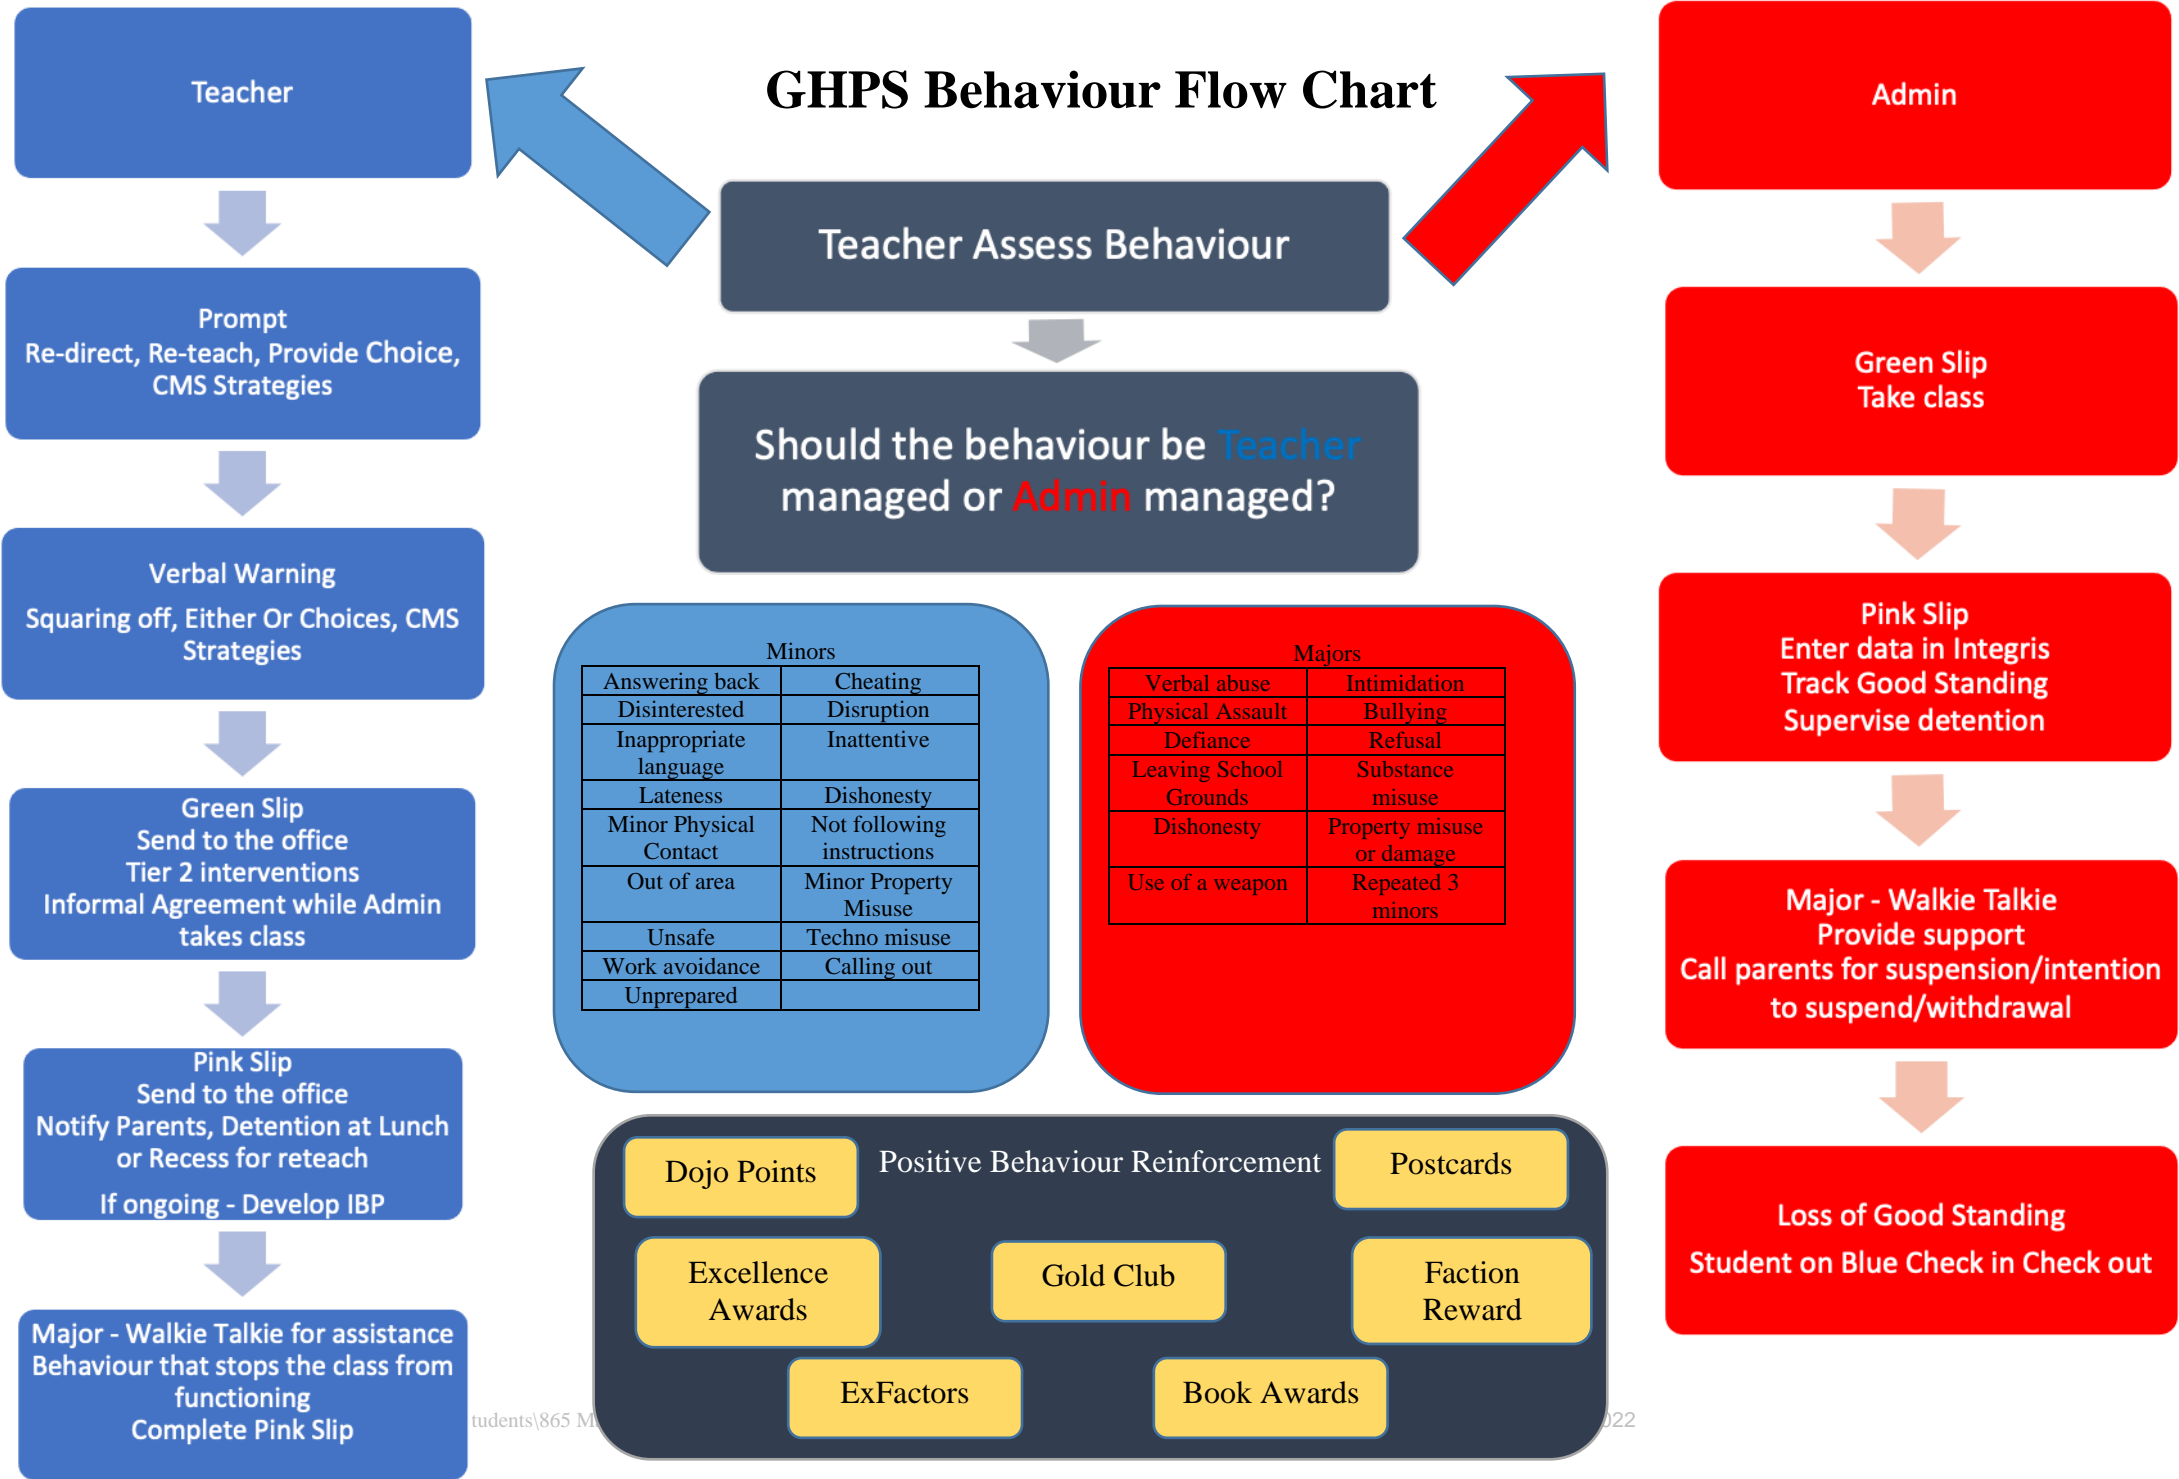 GHPS Behaviour Flow Chart
Teacher
Prompt
Re-direct, Re-teach, Provide Choice,
CMS Strategies
Verbal Warning
Squaring off, Either Or Choices, CMS
Strategies
Green Slip
Send to the office
Tier 2 interventions
Informal Agreement while Admin
takes class
Pink Slip
Send to the office
Notify Parents, Detention at Lunch
or Recess for reteach
If ongoing - Develop IBP
Major - Walkie Talkie for assistance
Behaviour that stops the class from
functioning
Complete Pink Slip
Teacher Assess Behaviour
Should the behaviour be Teacher
managed or Admin managed?
Minors
Answering back Cheating
Disinterested Disruption
Inappropriate Inattentive
language
Lateness Dishonesty
Minor Physical Not following
Contact instructions
Out of area Minor Property
Misuse
Unsafe Techno misuse
Work avoidance Calling out
Unprepared
Majors
Verbal abuse Intimidation
Physical Assault Bullying
Defiance Refusal
Leaving School Substance
Grounds misuse
Dishonesty Property misuse
or damage
Use of a weapon Repeated 3
minors
Positive Behaviour Reinforcement
Dojo Points
Postcards
Excellence
Awards
Gold Club
Faction
Reward
ExFactors
Book Awards
tudents\865 M
022
Admin
Green Slip
Take class
Pink Slip
Enter data in Integris
Track Good Standing
Supervise detention
Major - Walkie Talkie
Provide support
Call parents for suspension/intention
to suspend/withdrawal
Loss of Good Standing
Student on Blue Check in Check out